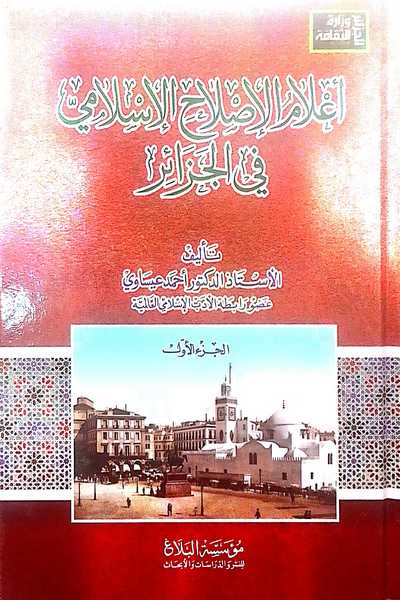 وزارة
الثقافة
أعلام الإصلاح الإسلامي
في الجزائر
تأليف
الأستاذ الدكتور أحمد عيساوي
عضو رابطة الأدب الإسلامي العالمية
الجزء الأول
مؤسسة البلاغ
للنشر والدراسات والأبحاث